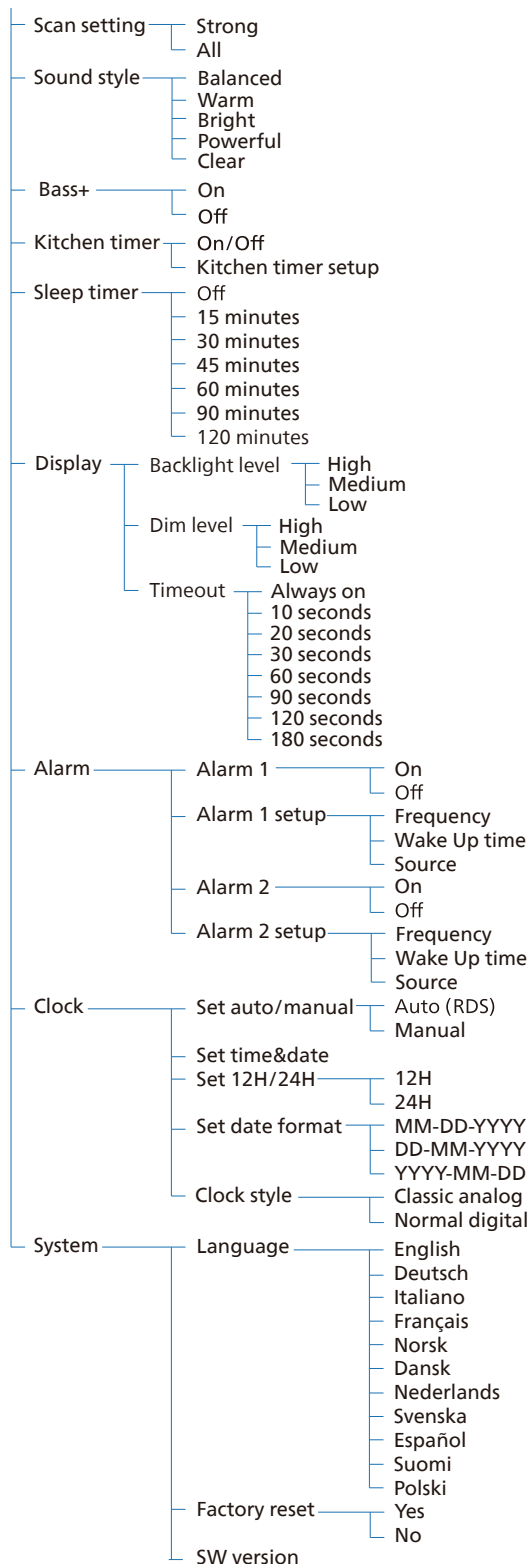 Scan setting Strong
All
Sound style Balanced
Warm
Bright
Powerful
Clear
Bass+ On
Off
Kitchen timer On/Off
Kitchen timer setup
Sleep timer Off
15 minutes
30 minutes
45 minutes
60 minutes
90 minutes
120 minutes
Display Backlight level High
Medium
Low
Dim level High
Medium
Low
Timeout Always on
10 seconds
20 seconds
30 seconds
60 seconds
90 seconds
120 seconds
180 seconds
Alarm Alarm 1 On
Off
Alarm 1 setup Frequency
Wake Up time
Source
Alarm 2 On
Off
Alarm 2 setup Frequency
Wake Up time
Source
Clock Set auto/manual Auto (RDS)
Manual
Set time&date
Set 12H/24H 12H
24H
Set date format MM-DD-YYYY
DD-MM-YYYY
YYYY-MM-DD
Clock style Classic analog
Normal digital
System Language English
Deutsch
Italiano
Français
Norsk
Dansk
Nederlands
Svenska
Español
Suomi
Polski
Factory reset Yes
No
SW version